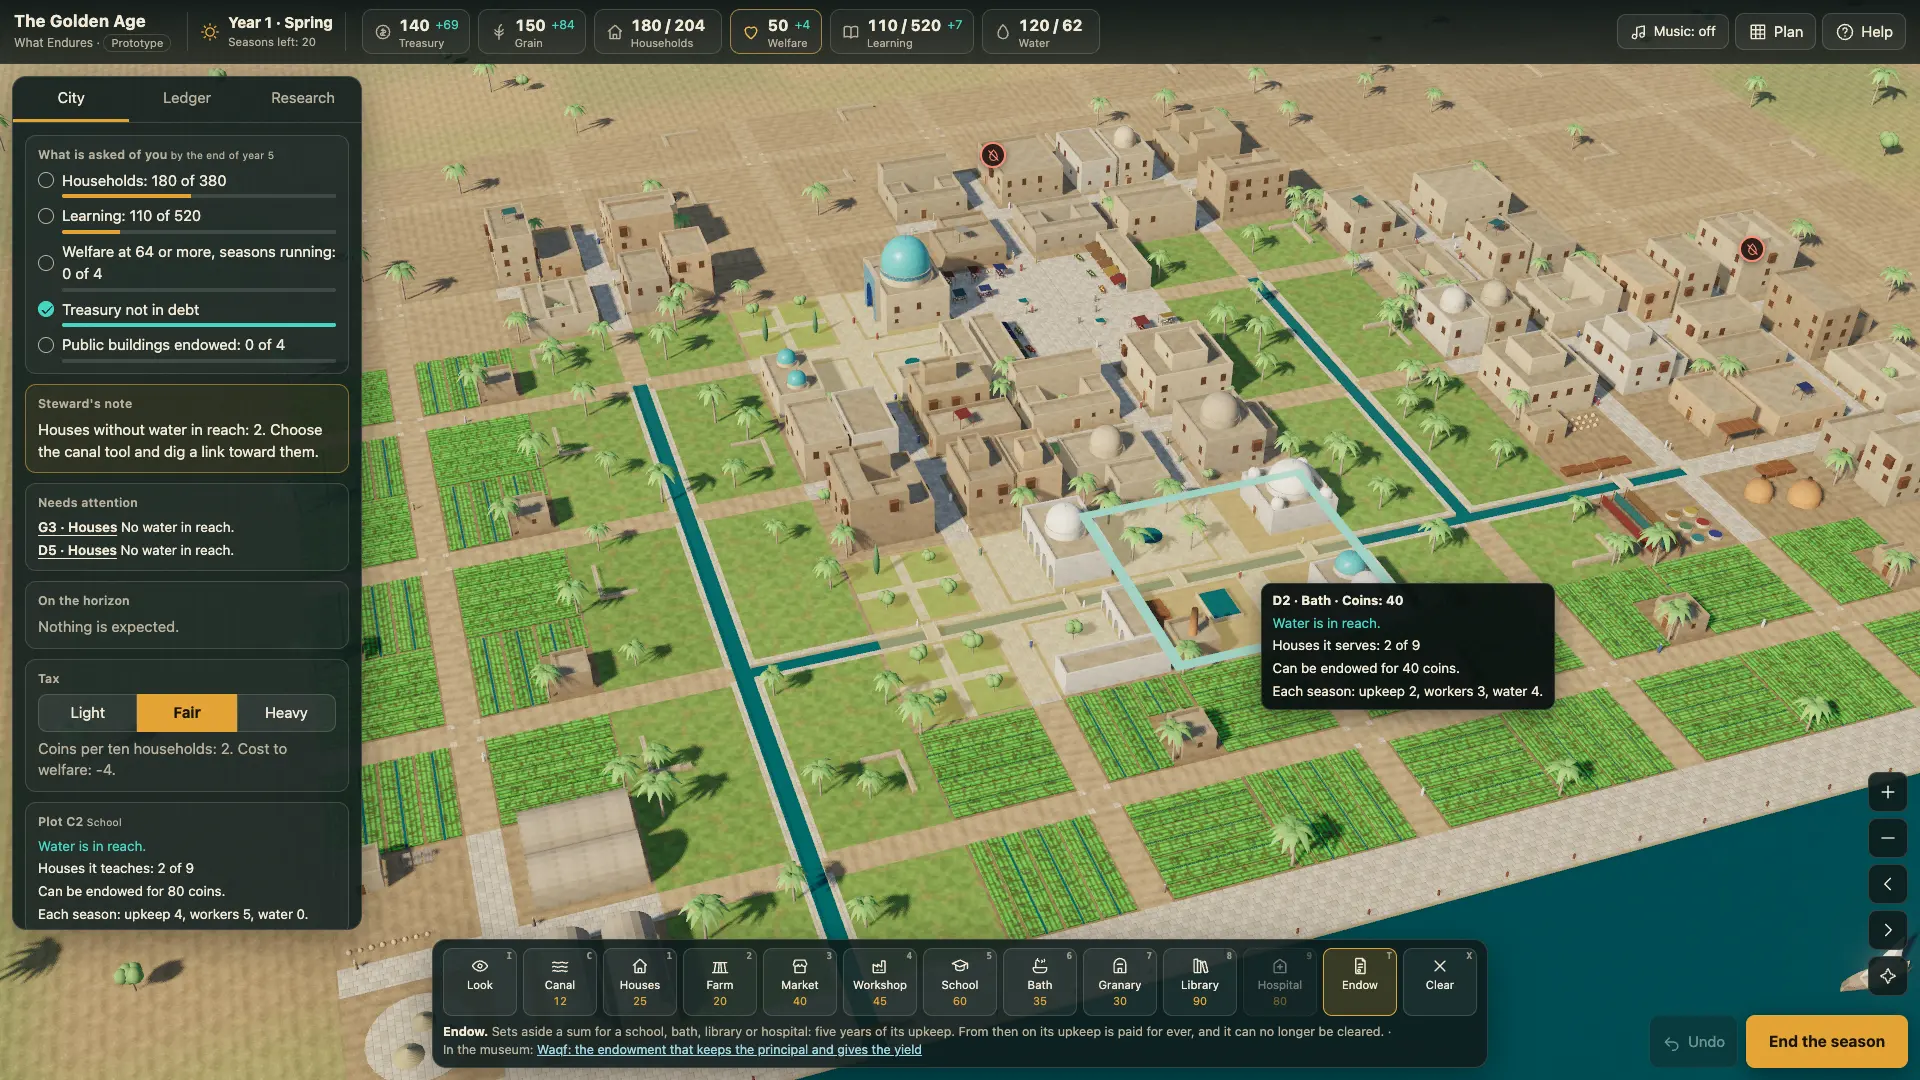 The Golden Age
What Endures · Prototype
Year 1 · Spring
Seasons left: 20
140 +69
Treasury
150 +84
Grain
180 / 204
Households
50 +4
Welfare
110 / 520 +7
Learning
120 / 62
Water
Music: off
Plan
Help
City
Ledger
Research
What is asked of you by the end of year 5
Households: 180 of 380
Learning: 110 of 520
Welfare at 64 or more, seasons running:
0 of 4
Treasury not in debt
Public buildings endowed: 0 of 4
Steward's note
Houses without water in reach: 2. Choose
the canal tool and dig a link toward them.
Needs attention
G3 · Houses No water in reach.
D5 · Houses No water in reach.
On the horizon
Nothing is expected.
Tax
Light
Fair
Heavy
Coins per ten households: 2. Cost to
welfare: -4.
Plot C2 School
Water is in reach.
Houses it teaches: 2 of 9
Can be endowed for 80 coins.
Each season: upkeep 4, workers 5, water 0.
D2 · Bath · Coins: 40
Water is in reach.
Houses it serves: 2 of 9
Can be endowed for 40 coins.
Each season: upkeep 2, workers 3, water 4.
I
Look
C
Canal
12
1
Houses
25
2
Farm
20
3
Market
40
4
Workshop
45
5
School
60
6
Bath
35
7
Granary
30
8
Library
90
9
Hospital
80
T
Endow
X
Clear
Endow. Sets aside a sum for a school, bath, library or hospital: five years of its upkeep. From then on its upkeep is paid for ever, and it can no longer be cleared. ·
In the museum: Waqf: the endowment that keeps the principal and gives the yield
Undo
End the season